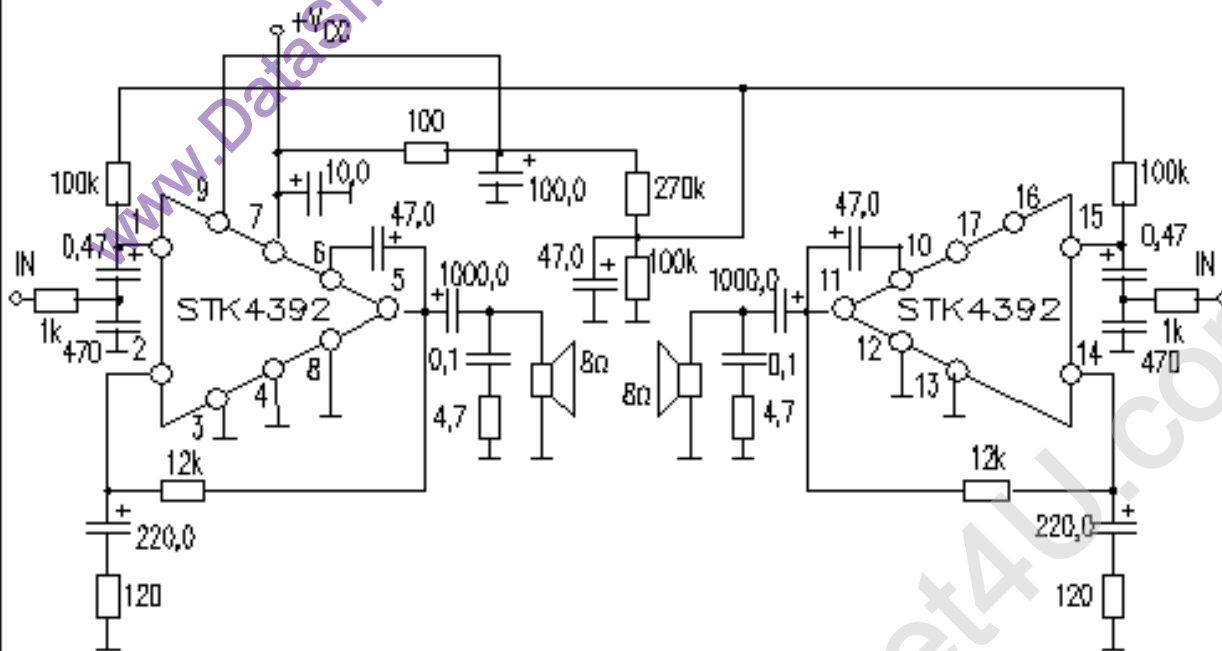 +VCC
100
100k
9
7
10,0
100,0
270k
16
100k
1
0,47
6
47,0
47,0
17
15
0,47
IN
5
1000,0
47,0
100k
1000,0
11
10
IN
STK4392
STK4392
1k
470
2
8
0,1
8Ω
8Ω
0,1
12
14
1k
470
3
4
4,7
4,7
13
12k
12k
220,0
220,0
120
120
www.DataSh
et4U.co